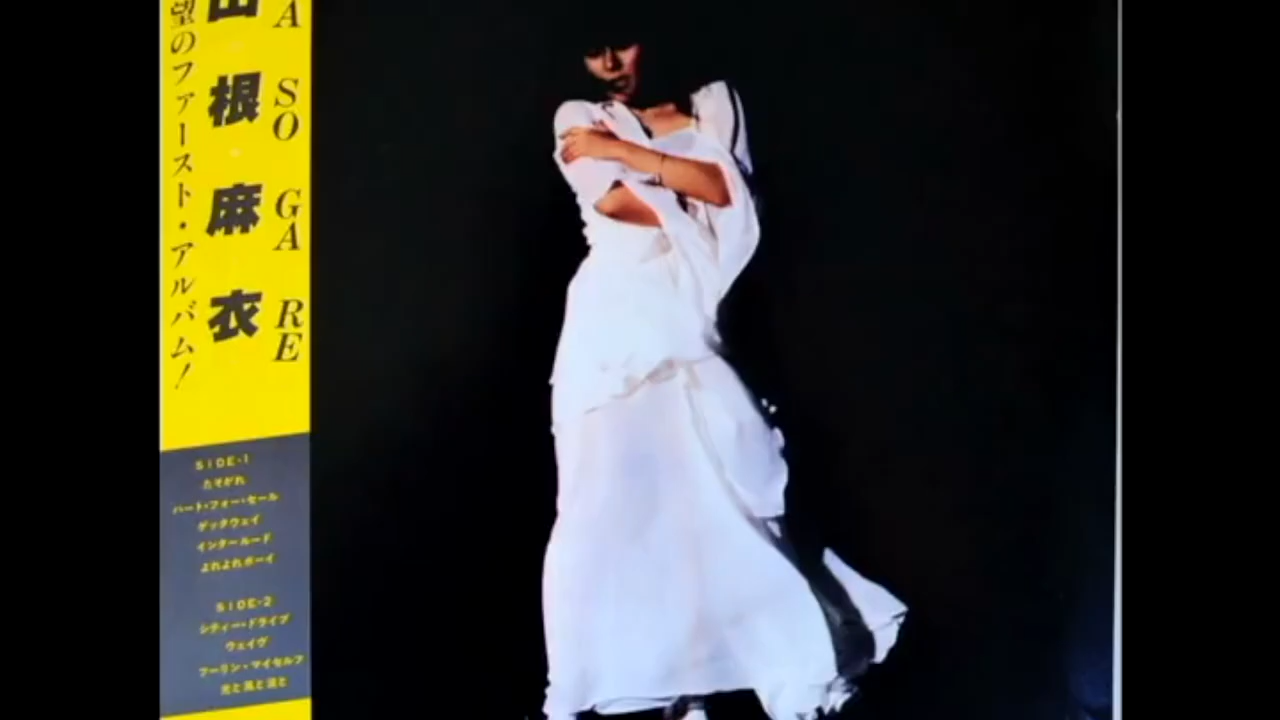 A SO GA RE
山根麻衣
望のファースト・アルバム!
SIDE-1
たそがれ
ハート・フォー・セール
ゲッタウェイ
インタールード
よれよれボーイ
SIDE-2
シティー・ドライブ
ウェイヴ
フーリン・マイセルフ
光と風と波と